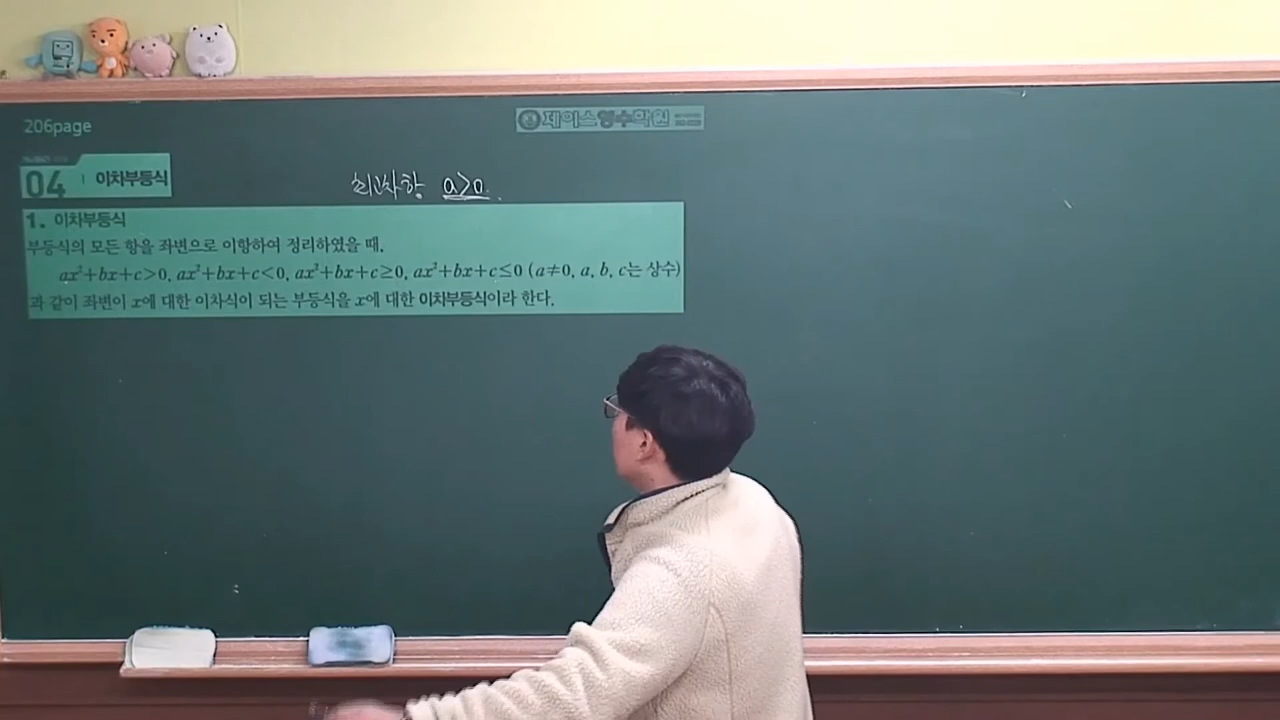 206page
제이스영수학원
04 이차부등식
최고차항 a>0.
1. 이차부등식
부등식의 모든 항을 좌변으로 이항하여 정리하였을 때,
ax²+bx+c>0, ax²+bx+c<0, ax²+bx+c≥0, ax²+bx+c≤0 (a≠0, a, b, c는 상수)
과 같이 좌변이 x에 대한 이차식이 되는 부등식을 x에 대한 이차부등식이라 한다.